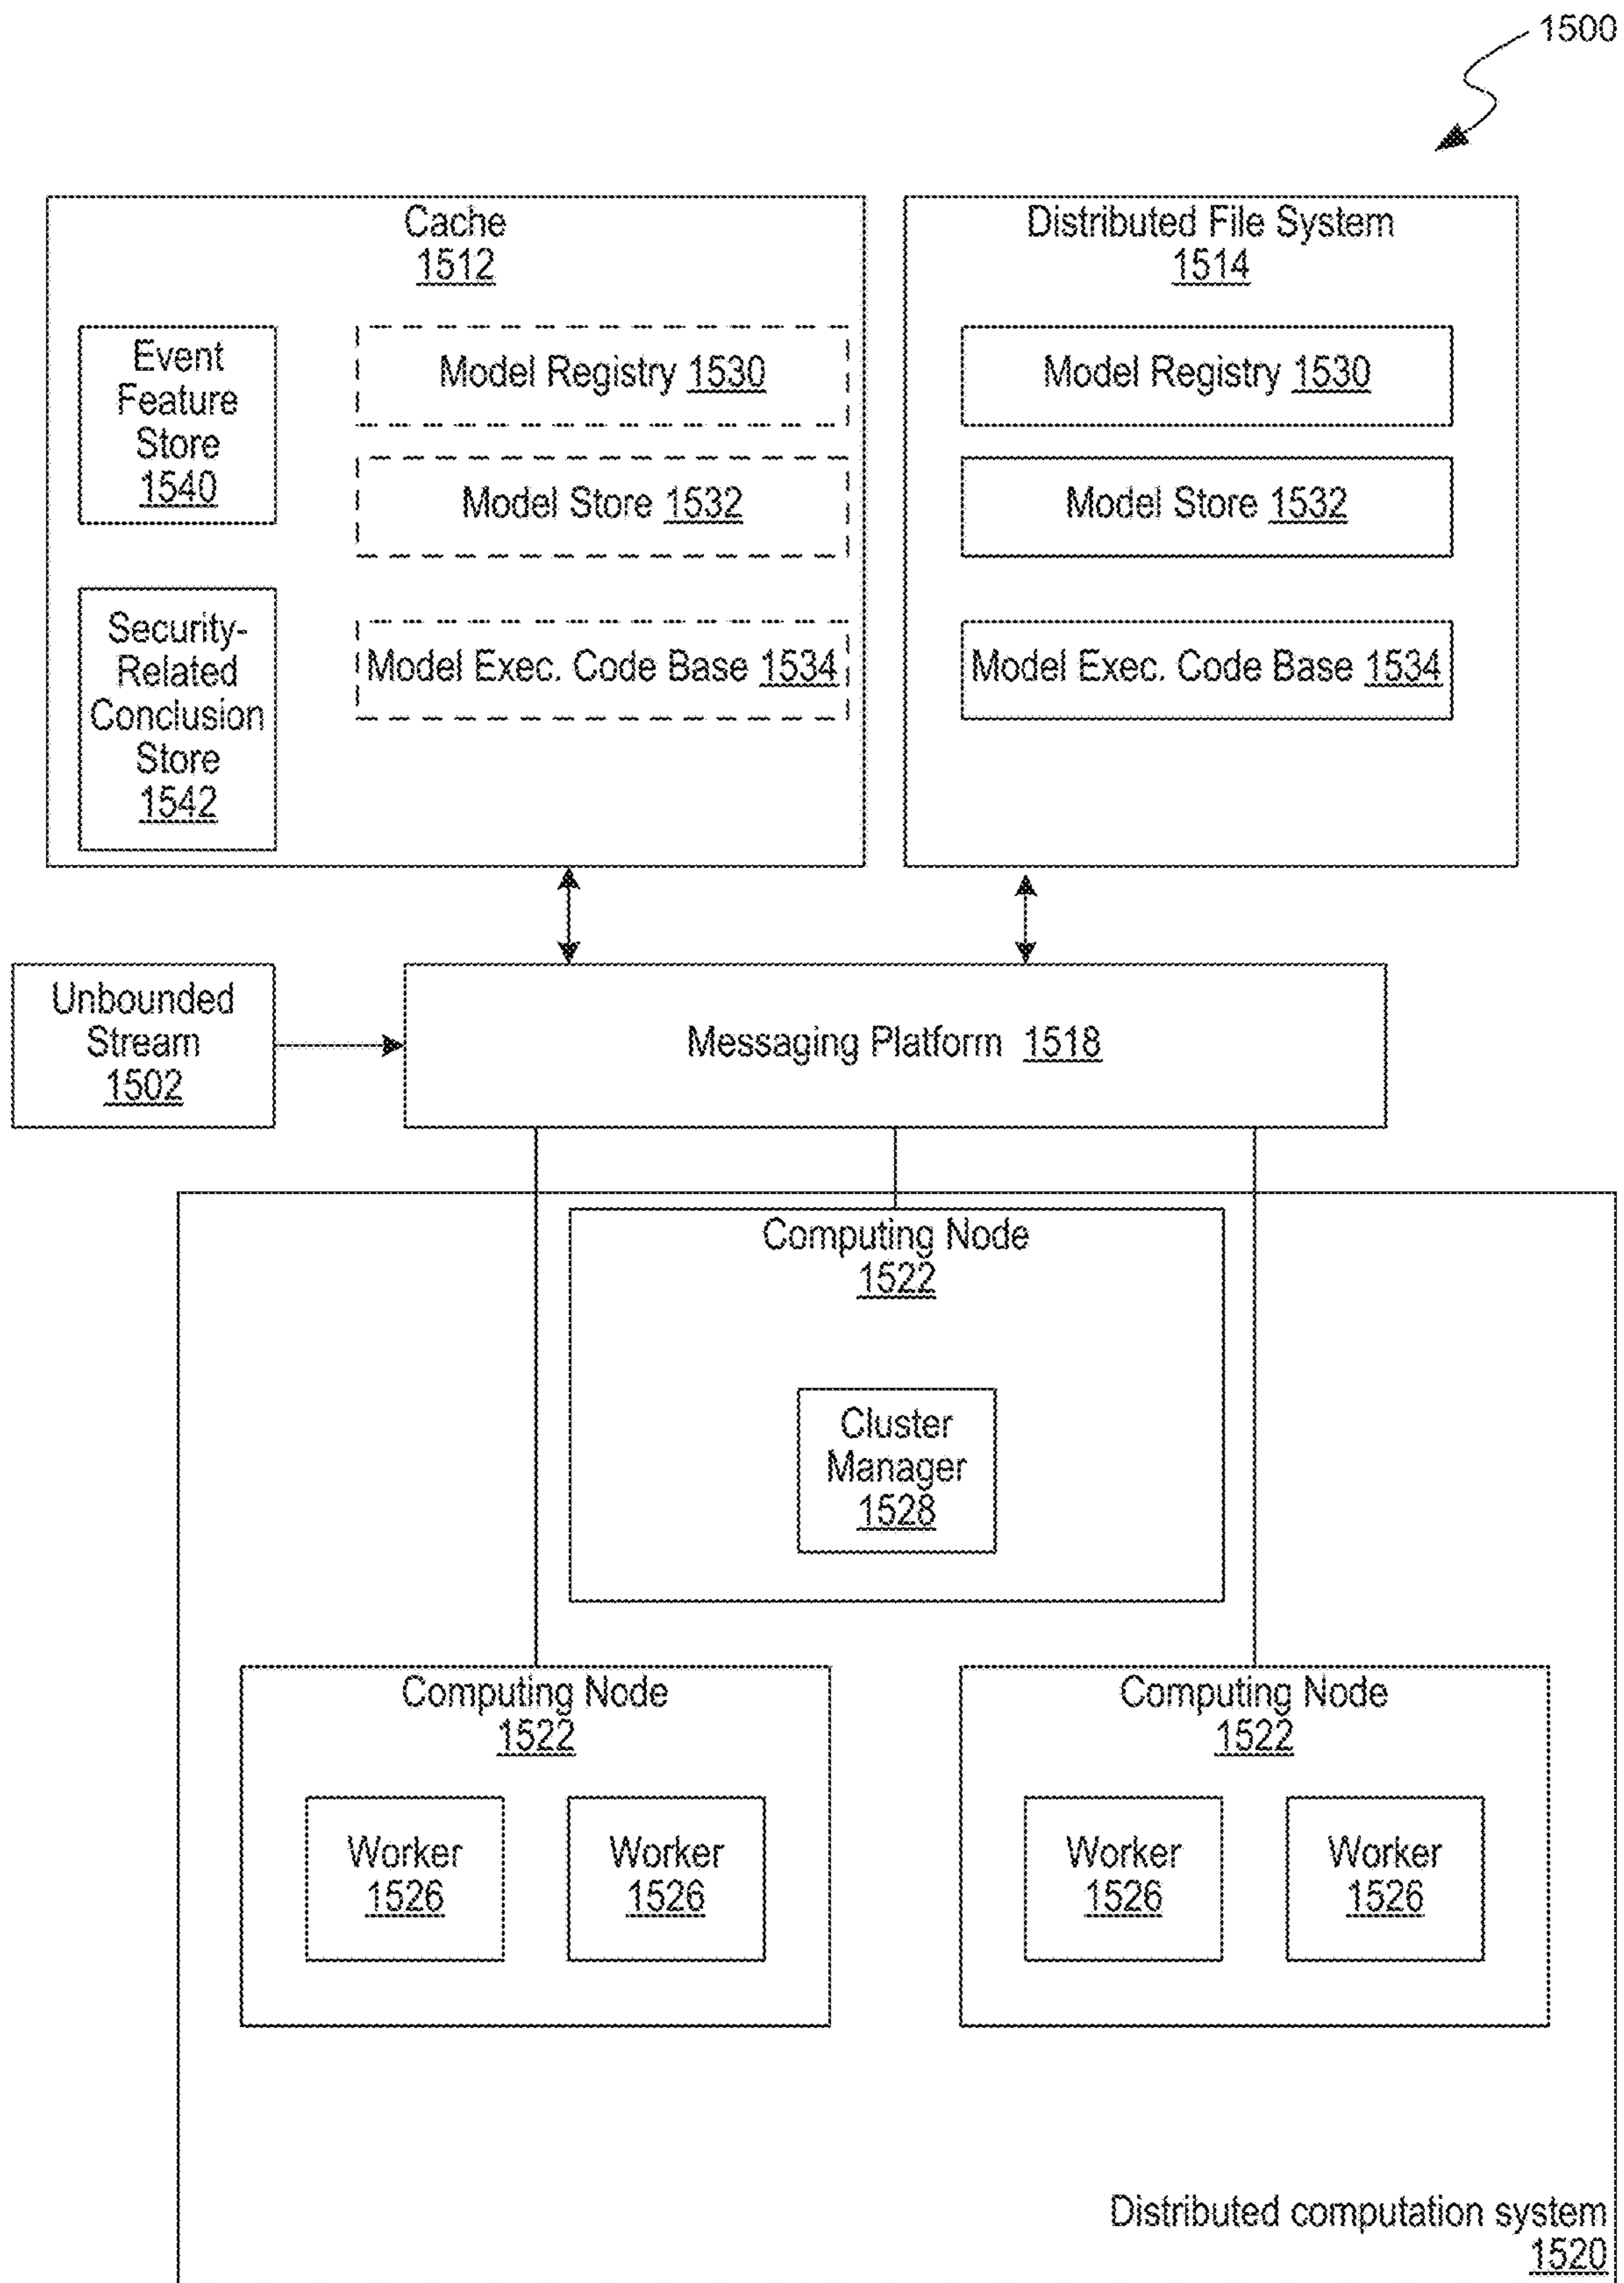 1500
Cache
1512
Event
Feature
Store
1540
Security-
Related
Conclusion
Store
1542
Model Registry 1530
Model Store 1532
Model Exec. Code Base 1534
Distributed File System
1514
Model Registry 1530
Model Store 1532
Model Exec. Code Base 1534
Unbounded
Stream
1502
Messaging Platform 1518
Computing Node
1522
Cluster
Manager
1528
Computing Node
1522
Worker
1526
Worker
1526
Computing Node
1522
Worker
1526
Worker
1526
Distributed computation system
1520